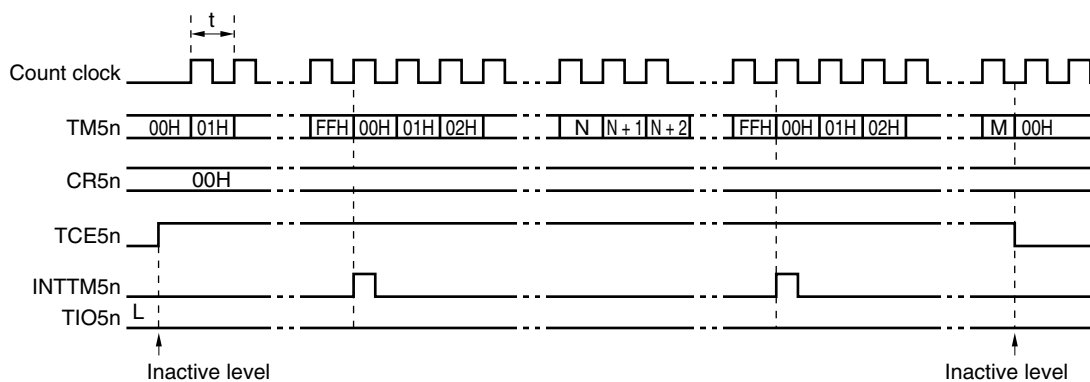 t
Count clock
TM5n 00H 01H FFH 00H 01H 02H N N + 1 N + 2 FFH 00H 01H 02H M 00H
CR5n 00H
TCE5n
INTTM5n
TIO5n L
Inactive level Inactive level